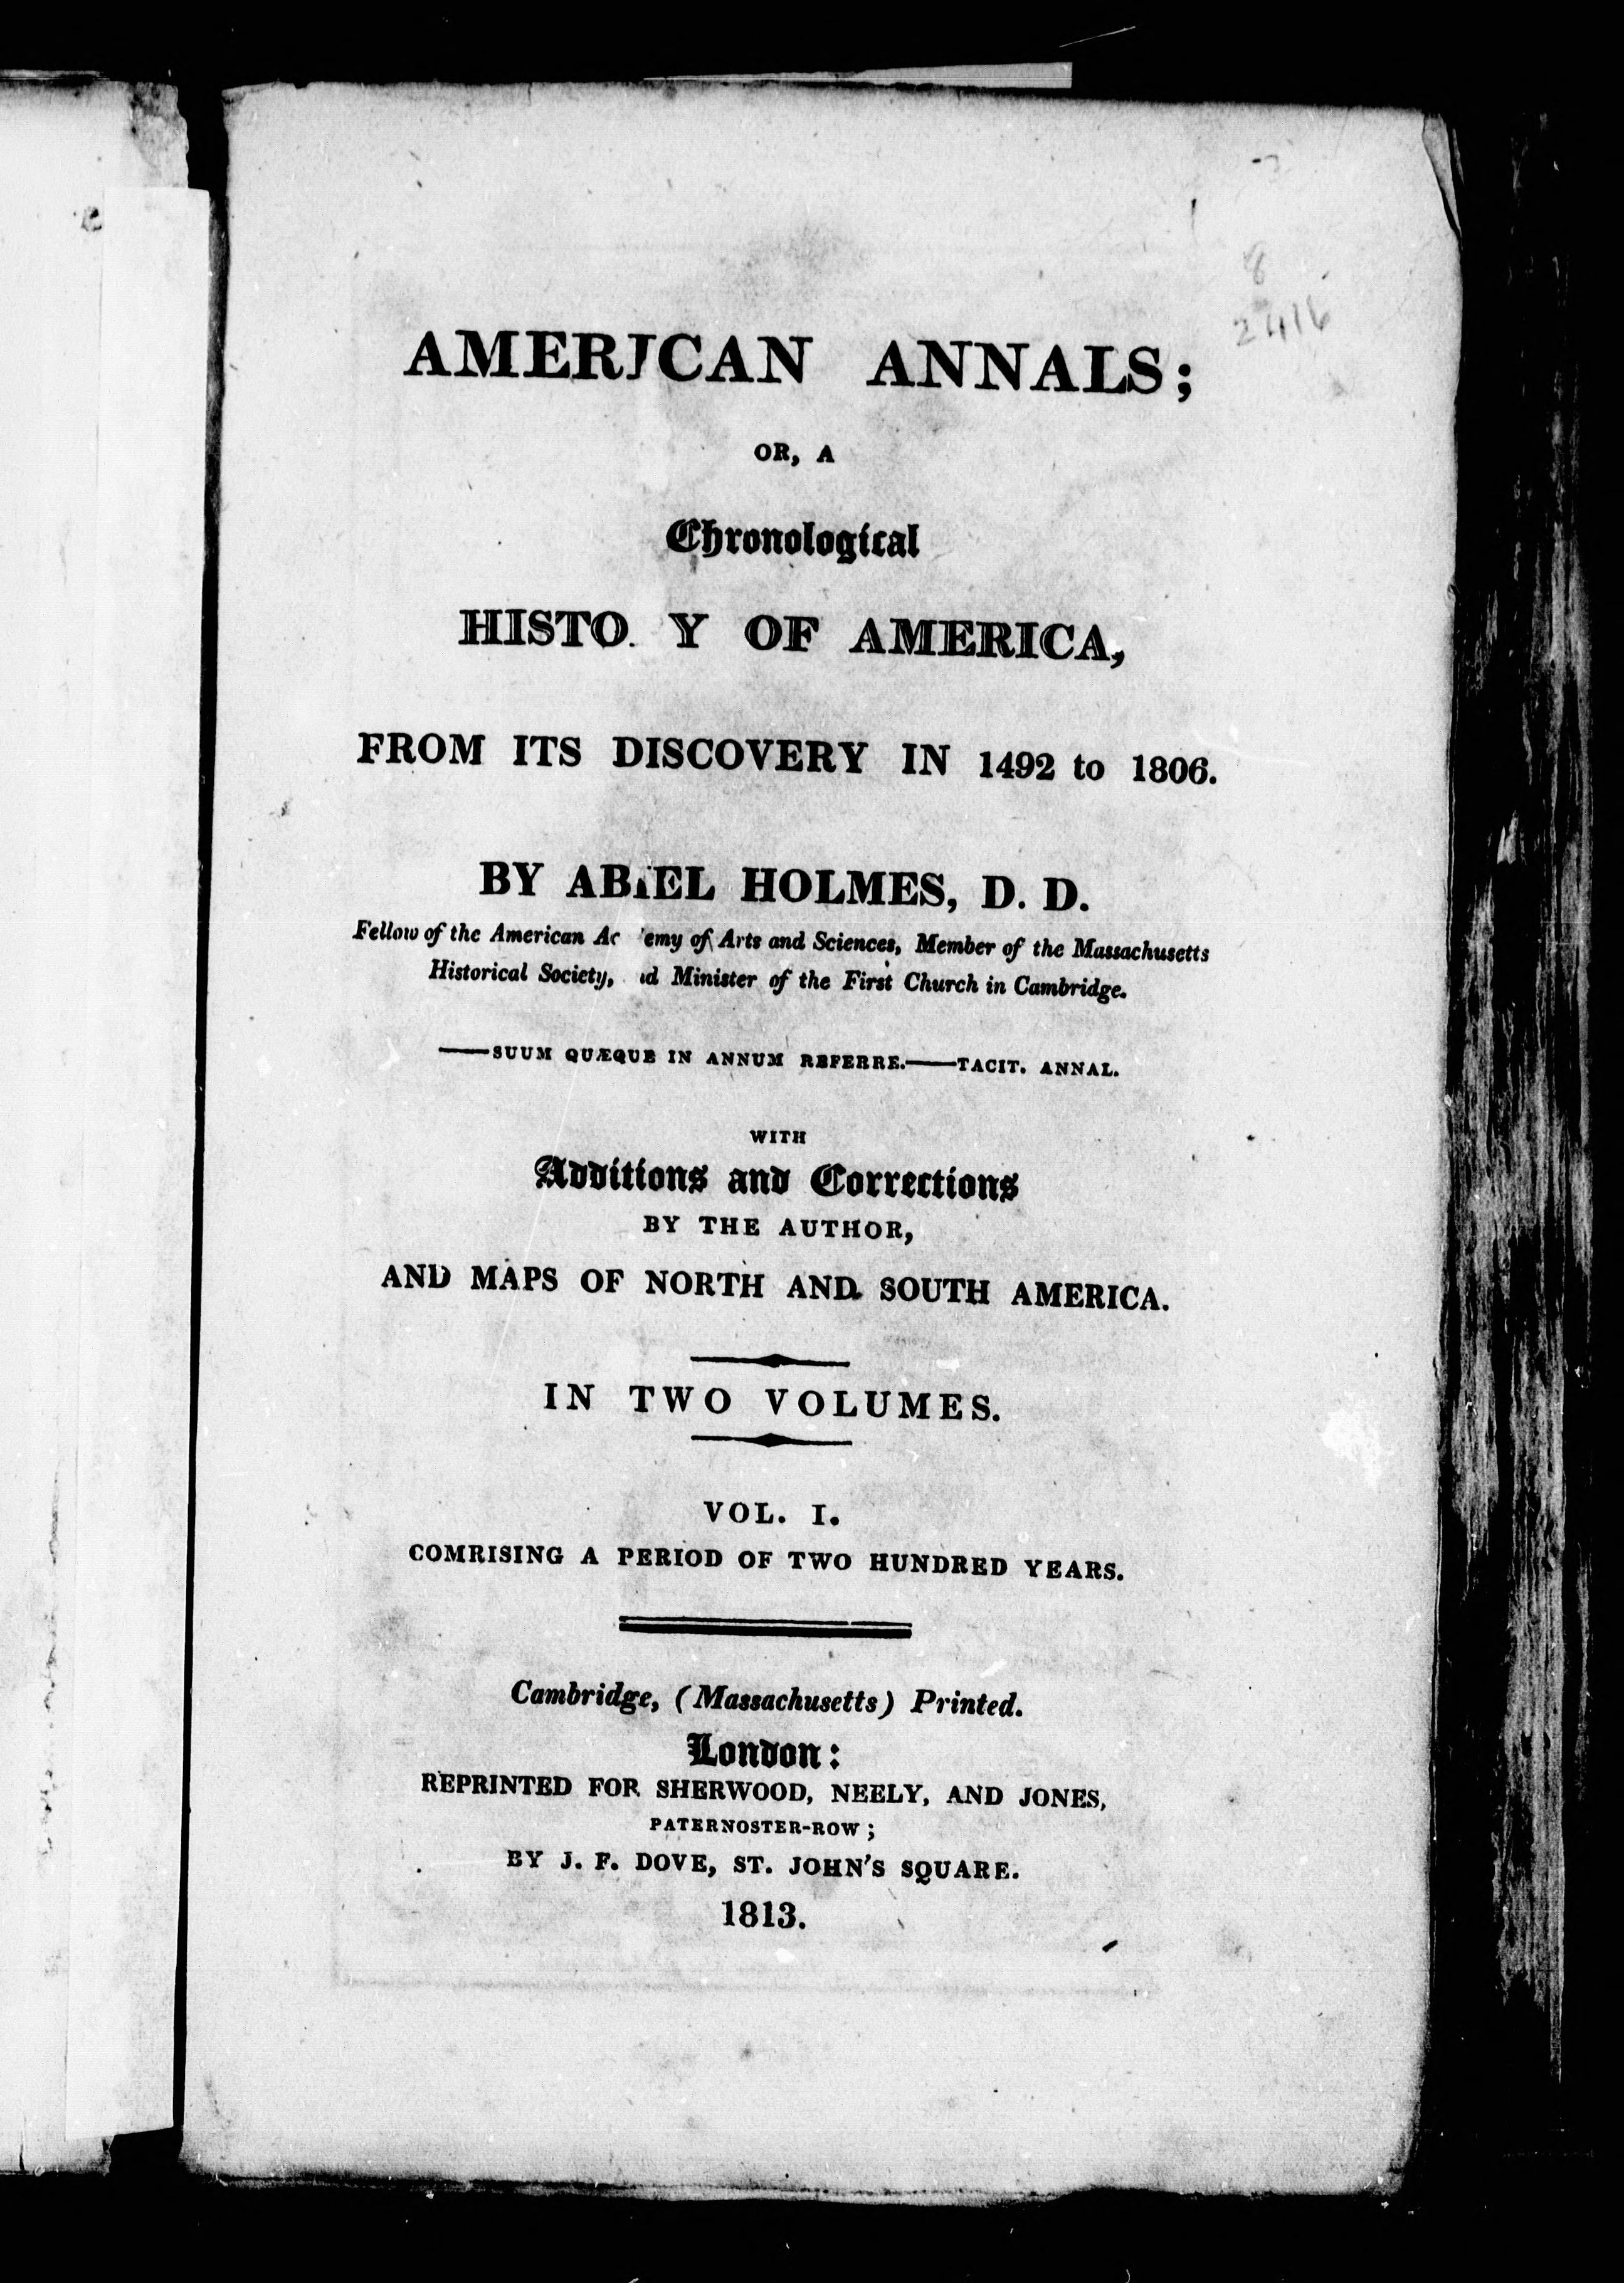 8
2416
AMERICAN ANNALS;
OR, A
Chronological
HISTO Y OF AMERICA,
FROM ITS DISCOVERY IN 1492 to 1806.
BY ABIEL HOLMES, D. D.
Fellow of the American Ac emy of Arts and Sciences, Member of the Massachusetts
Historical Society, d Minister of the First Church in Cambridge.
——SUUM QUÆQUE IN ANNUM REFERRE.——TACIT. ANNAL.
WITH
Additions and Corrections
BY THE AUTHOR,
AND MAPS OF NORTH AND SOUTH AMERICA.
IN TWO VOLUMES.
VOL. I.
COMRISING A PERIOD OF TWO HUNDRED YEARS.
Cambridge, (Massachusetts) Printed.
London:
REPRINTED FOR SHERWOOD, NEELY, AND JONES,
PATERNOSTER-ROW;
BY J. F. DOVE, ST. JOHN'S SQUARE.
1813.